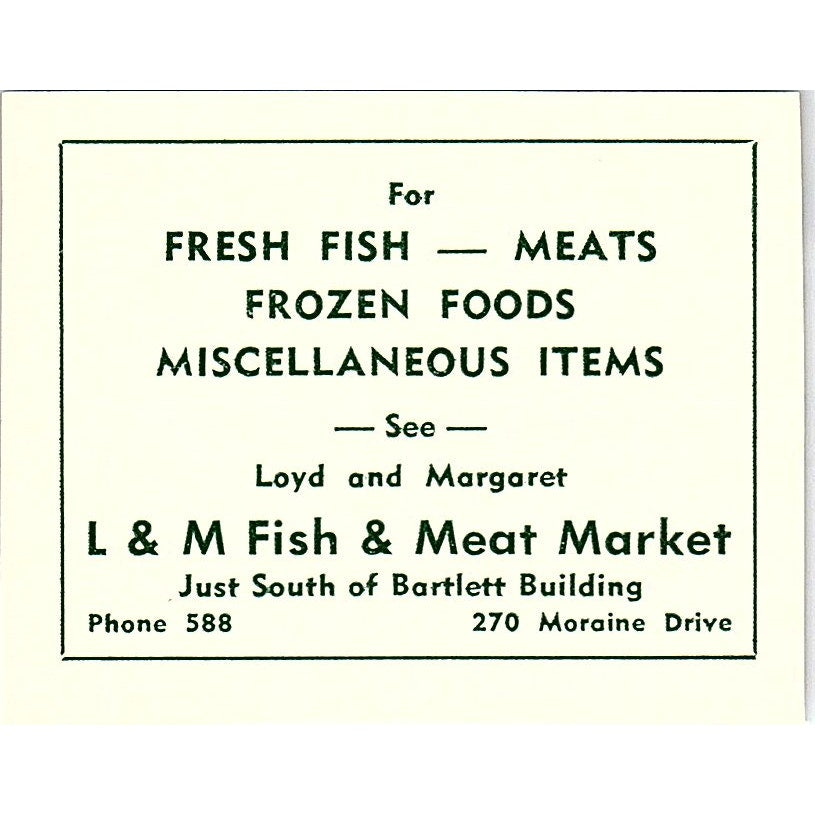 For
FRESH FISH — MEATS
FROZEN FOODS
MISCELLANEOUS ITEMS
— See —
Loyd and Margaret
L & M Fish & Meat Market
Just South of Bartlett Building
Phone 588 270 Moraine Drive